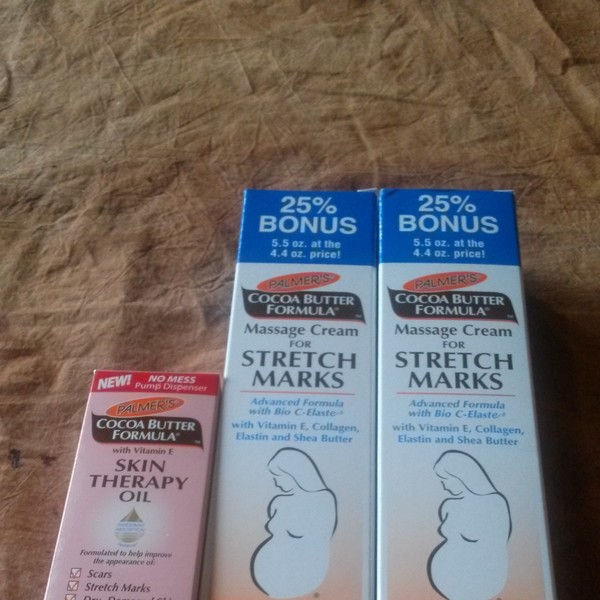 NEW! NO MESS
Pump Dispenser
PALMER'S
COCOA BUTTER
FORMULA®
with Vitamin E
SKIN
THERAPY
OIL
Formulated to help improve
the appearance of:
Scars
Stretch Marks
25%
BONUS
5.5 oz. at the
4.4 oz. price!
PALMER'S
COCOA BUTTER
FORMULA®
Massage Cream
FOR
STRETCH
MARKS
Advanced Formula
with Bio C-Elaste
with Vitamin E, Collagen,
Elastin and Shea Butter
25%
BONUS
5.5 oz. at the
4.4 oz. price!
PALMER'S
COCOA BUTTER
FORMULA®
Massage Cream
FOR
STRETCH
MARKS
Advanced Formula
with Bio C-Elaste
with Vitamin E, Collagen,
Elastin and Shea Butter